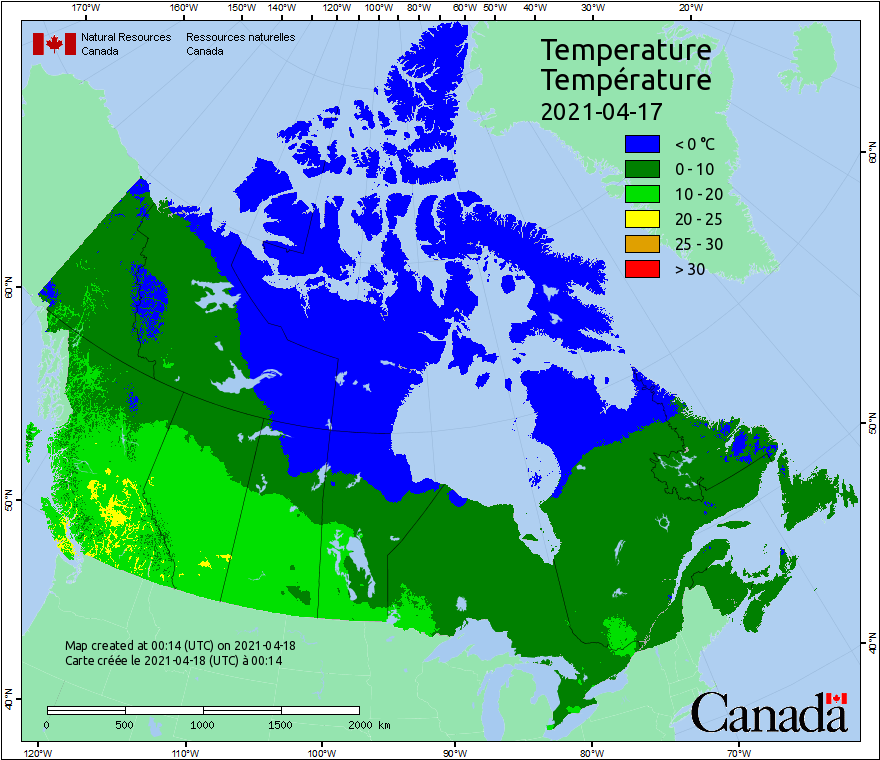 170°W 160°W 150°W 140°W 130°W 120°W 110°W 100°W 90°W 80°W 60°W 50°W 40°W 30°W 20°W
Natural Resources Ressources naturelles
Canada Canada
Temperature
Température
2021-04-17
< 0 °C
0 - 10
10 - 20
20 - 25
25 - 30
> 30
60°N
60°N
50°N
50°N
40°N
40°N
Map created at 00:14 (UTC) on 2021-04-18
Carte créée le 2021-04-18 (UTC) à 00:14
0 500 1000 1500 2000 km
Canada
120°W 110°W 100°W 90°W 80°W 70°W